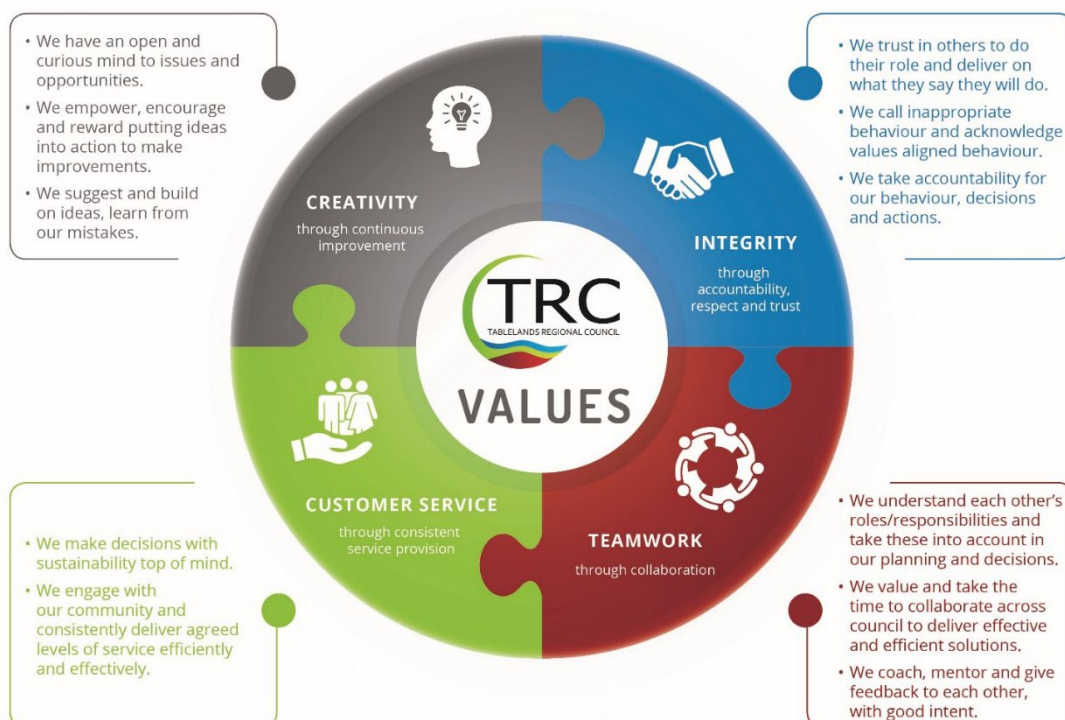 • We have an open and
curious mind to issues and
opportunities.
• We empower, encourage
and reward putting ideas
into action to make
improvements.
• We suggest and build
on ideas, learn from
our mistakes.
CREATIVITY
through continuous
improvement
• We trust in others to do
their role and deliver on
what they say they will do.
• We call inappropriate
behaviour and acknowledge
values aligned behaviour.
• We take accountability for
our behaviour, decisions
and actions.
INTEGRITY
through
accountability,
respect and trust
TRC
TABLELANDS REGIONAL COUNCIL
VALUES
CUSTOMER SERVICE
through consistent
service provision
• We make decisions with
sustainability top of mind.
• We engage with
our community and
consistently deliver agreed
levels of service efficiently
and effectively.
TEAMWORK
through collaboration
• We understand each other's
roles/responsibilities and
take these into account in
our planning and decisions.
• We value and take the
time to collaborate across
council to deliver effective
and efficient solutions.
• We coach, mentor and give
feedback to each other,
with good intent.